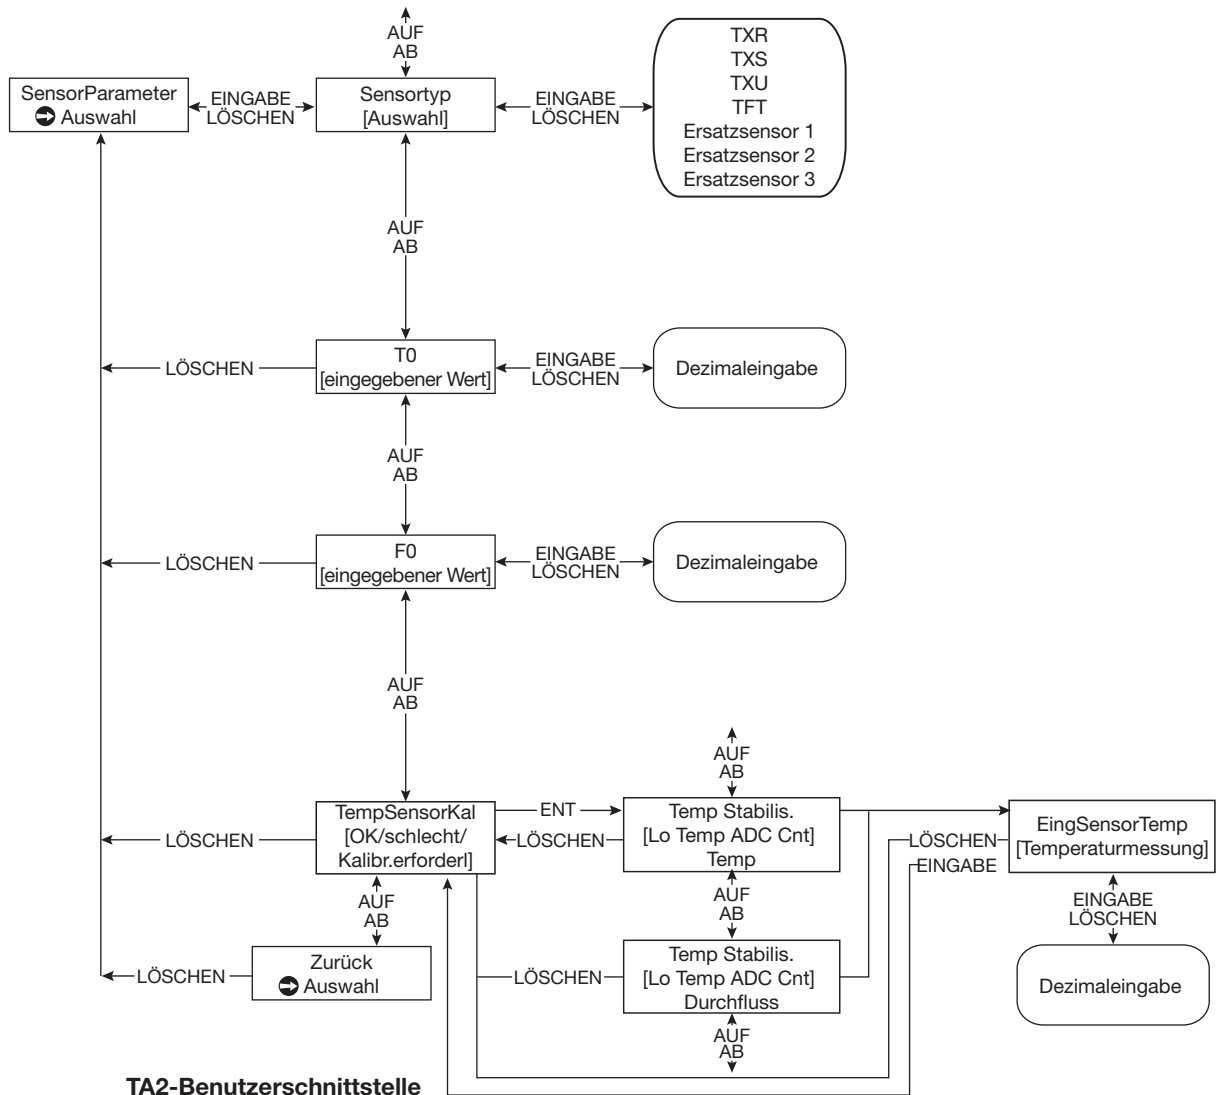 AUF
AB
SensorParameter
Auswahl
EINGABE
LÖSCHEN
Sensortyp
[Auswahl]
EINGABE
LÖSCHEN
TXR
TXS
TXU
TFT
Ersatzsensor 1
Ersatzsensor 2
Ersatzsensor 3
AUF
AB
LÖSCHEN
T0
[eingegebener Wert]
EINGABE
LÖSCHEN
Dezimaleingabe
AUF
AB
LÖSCHEN
F0
[eingegebener Wert]
EINGABE
LÖSCHEN
Dezimaleingabe
AUF
AB
AUF
AB
LÖSCHEN
TempSensorKal
[OK/schlecht/
Kalibr.erforderl]
ENT
LÖSCHEN
Temp Stabilis.
[Lo Temp ADC Cnt]
Temp
LÖSCHEN
EINGABE
EingSensorTemp
[Temperaturmessung]
AUF
AB
AUF
AB
EINGABE
LÖSCHEN
LÖSCHEN
Zurück
Auswahl
LÖSCHEN
Temp Stabilis.
[Lo Temp ADC Cnt]
Durchfluss
Dezimaleingabe
AUF
AB
TA2-Benutzerschnittstelle